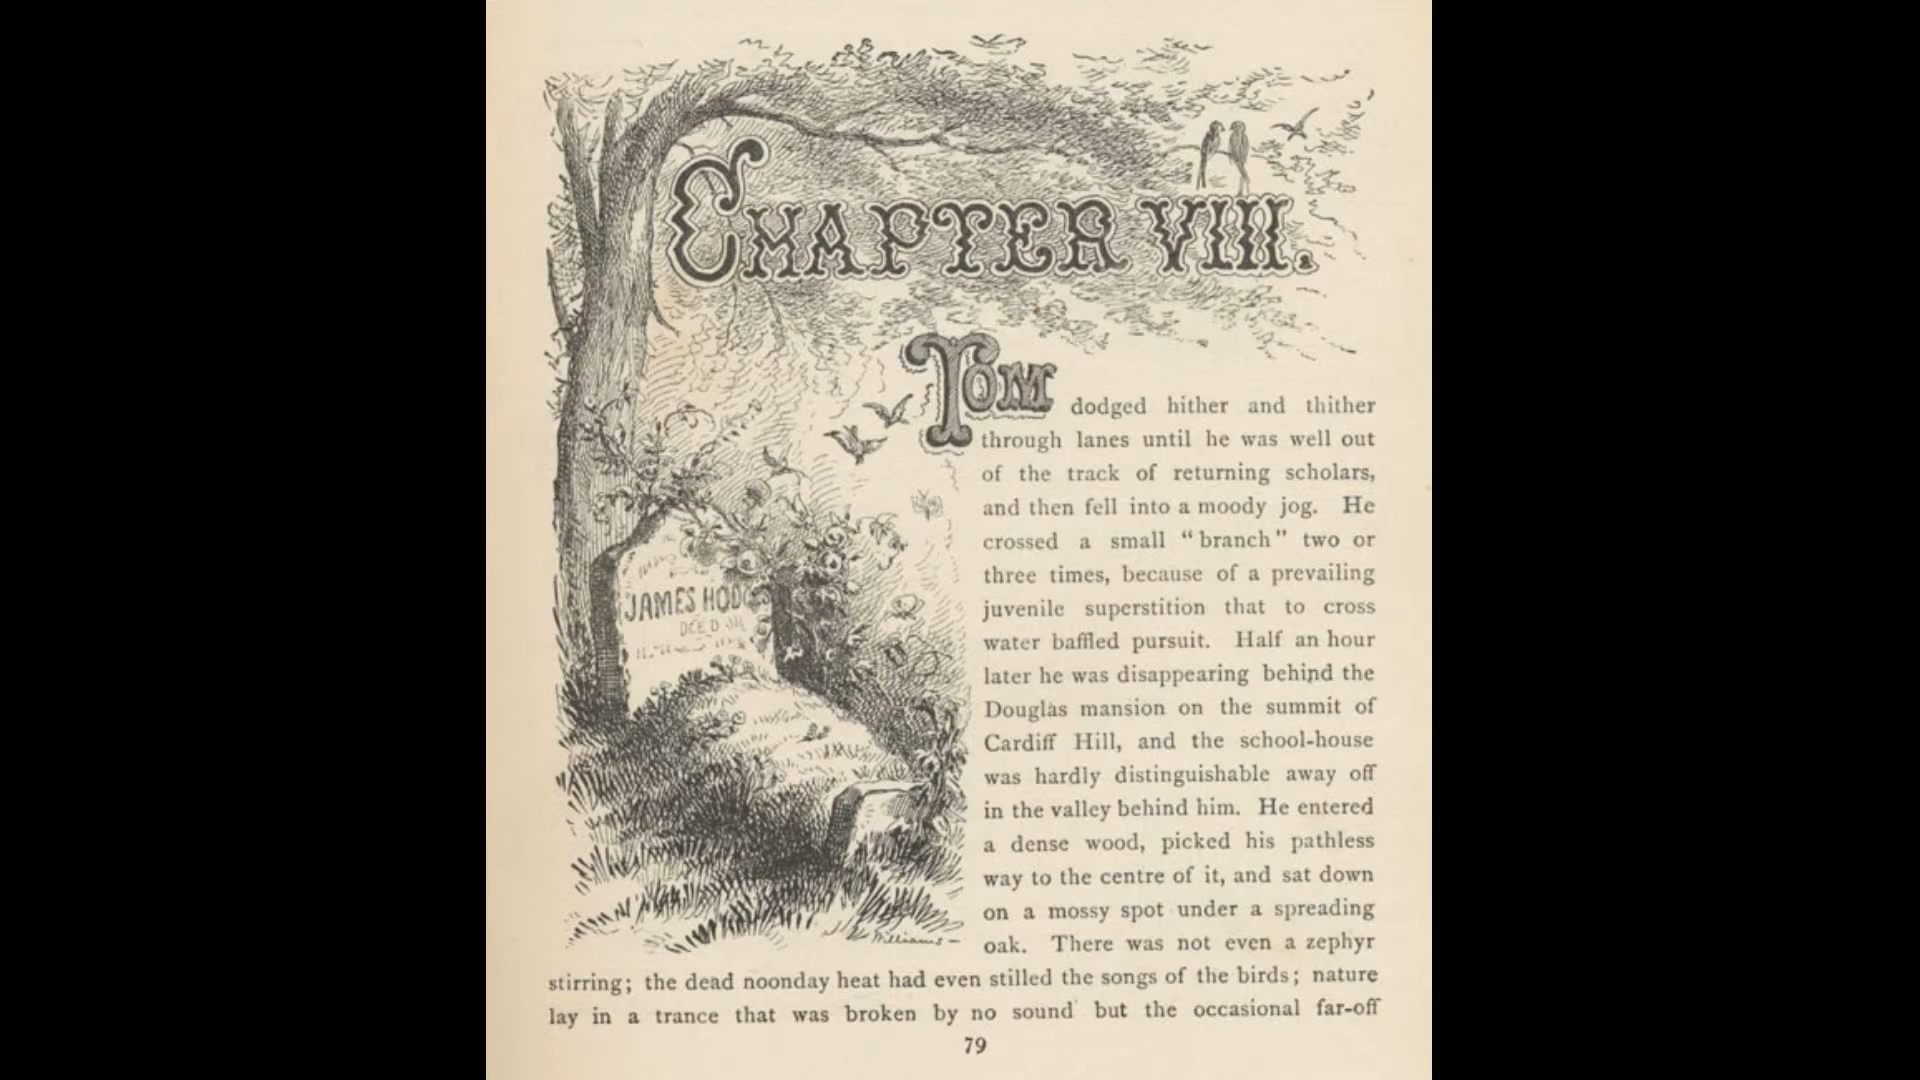 CHAPTER VIII.
TOM dodged hither and thither
through lanes until he was well out
of the track of returning scholars,
and then fell into a moody jog. He
crossed a small “branch” two or
three times, because of a prevailing
juvenile superstition that to cross
water baffled pursuit. Half an hour
later he was disappearing behind the
Douglas mansion on the summit of
Cardiff Hill, and the school-house
was hardly distinguishable away off
in the valley behind him. He entered
a dense wood, picked his pathless
way to the centre of it, and sat down
on a mossy spot under a spreading
oak. There was not even a zephyr
stirring; the dead noonday heat had even stilled the songs of the birds; nature
lay in a trance that was broken by no sound but the occasional far-off
JAMES
Williams
79